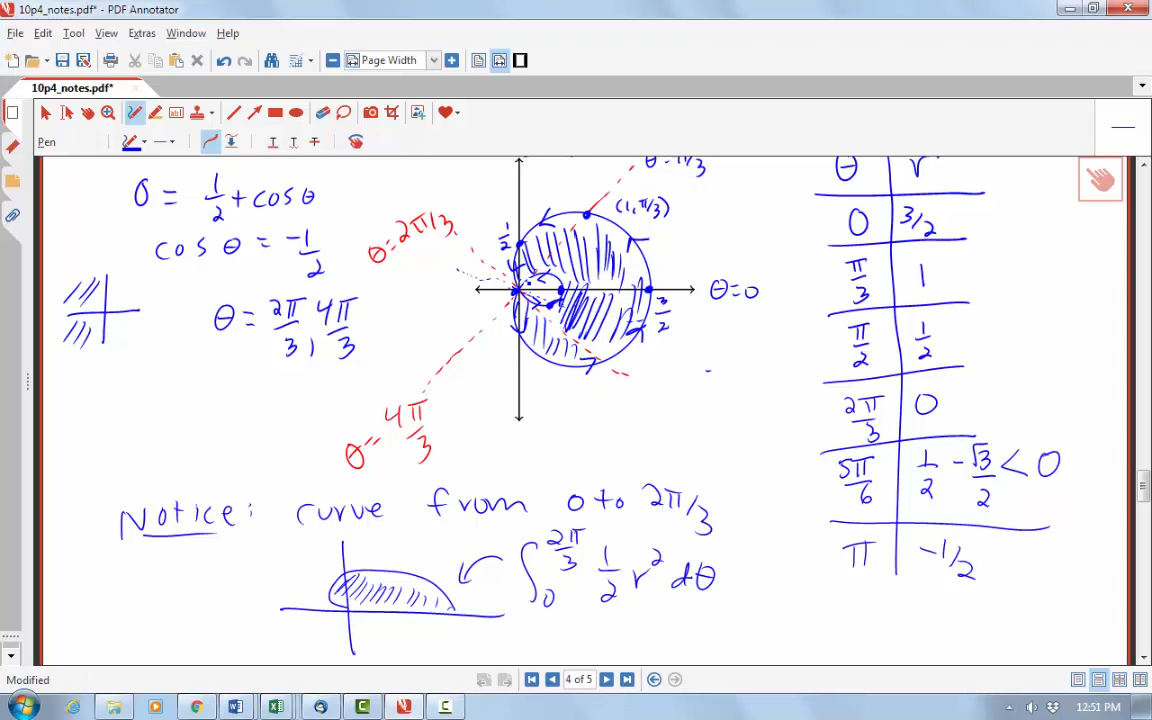 10p4_notes.pdf* - PDF Annotator
File Edit Tool View Extras Window Help
Page Width
10p4_notes.pdf*
Pen
0 = 1/2 + cos θ
cos θ = -1/2
θ = 2π/3, 4π/3
θ = 2π/3
θ = π/3
(1, π/3)
1/2
θ = 0
3/2
θ = 4π/3
θ r
0 3/2
π/3 1
π/2 1/2
2π/3 0
5π/6 1/2 - √3/2 < 0
π -1/2
Notice: curve from 0 to 2π/3
∫₀^{2π/3} 1/2 r² dθ
Modified
4 of 5
12:51 PM